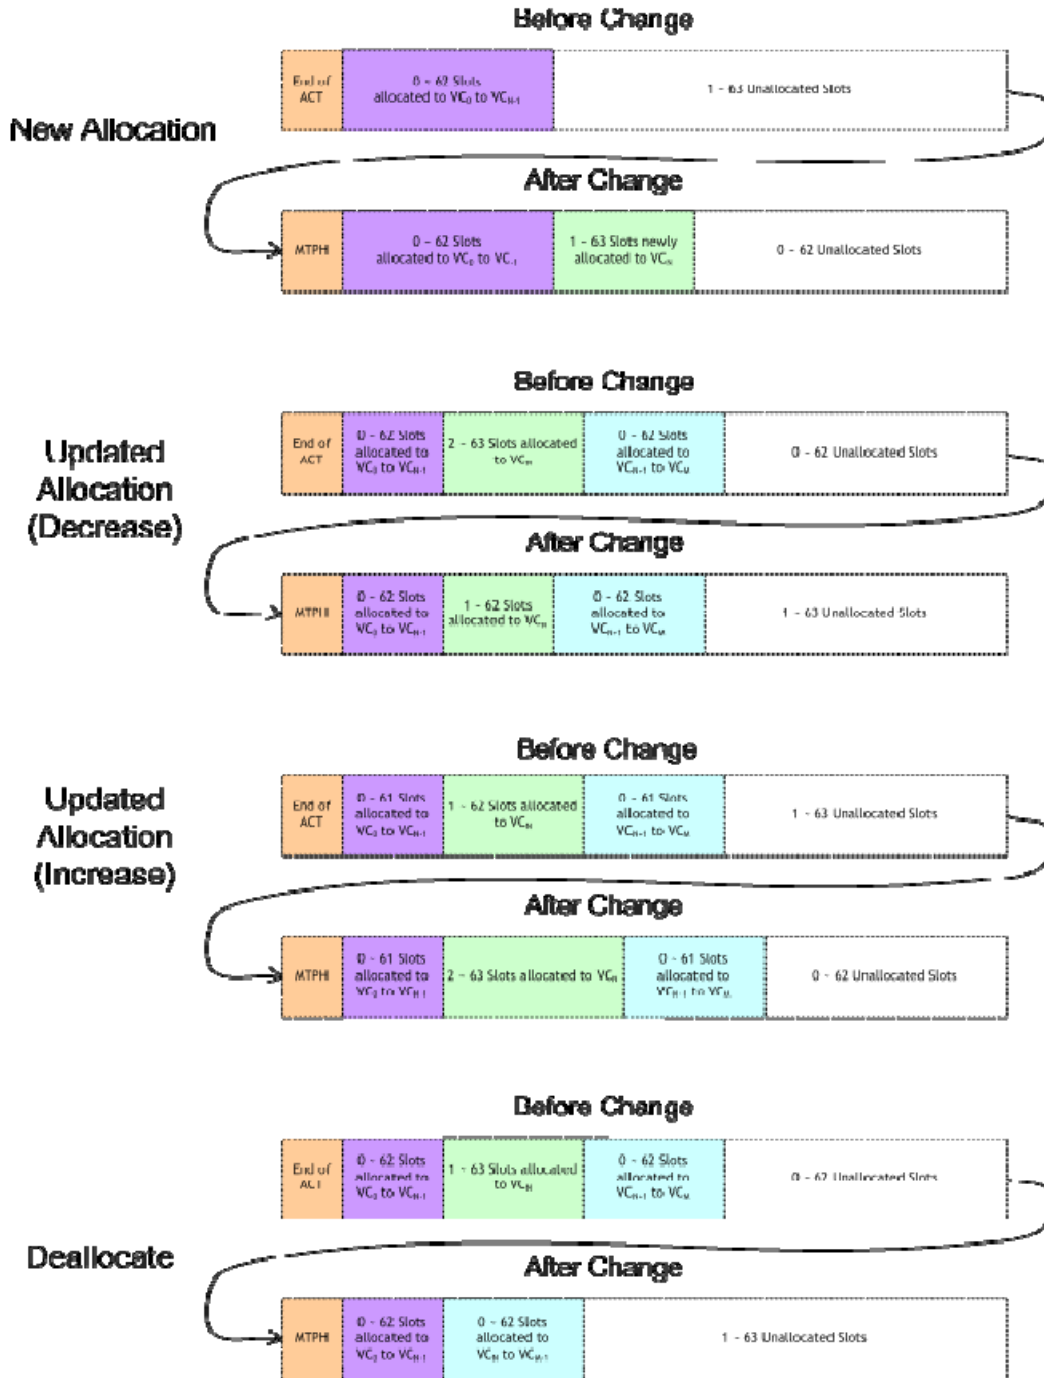 Before Change
End of
ACT
0 – 62 Slots
allocated to VC0 to VCN-1
1 – 63 Unallocated Slots
New Allocation
After Change
MTPH
0 – 62 Slots
allocated to VC0 to VC-1
1 – 63 Slots newly
allocated to VCN
0 – 62 Unallocated Slots
Before Change
Updated
Allocation
(Decrease)
End of
ACT
0 – 62 Slots
allocated to
VC0 to VCN-1
2 – 63 Slots allocated
to VCN
0 – 62 Slots
allocated to
VCN-1 to VCM
0 – 62 Unallocated Slots
After Change
MTPH
0 – 62 Slots
allocated to
VC0 to VCN-1
1 – 62 Slots
allocated to VCN
0 – 62 Slots
allocated to
VCN-1 to VCM
1 – 63 Unallocated Slots
Before Change
Updated
Allocation
(Increase)
End of
ACT
0 – 61 Slots
allocated to
VC0 to VCN-1
1 – 62 Slots allocated
to VCN
0 – 61 Slots
allocated to
VCN-1 to VCM
1 – 63 Unallocated Slots
After Change
MTPH
0 – 61 Slots
allocated to
VC0 to VCN-1
2 – 63 Slots allocated to VCN
0 – 61 Slots
allocated to
VCN-1 to VCM
0 – 62 Unallocated Slots
Before Change
End of
ACT
0 – 62 Slots
allocated to
VC0 to VCN-1
1 – 63 Slots allocated
to VCN
0 – 62 Slots
allocated to
VCN-1 to VCM
0 – 62 Unallocated Slots
Deallocate
After Change
MTPH
0 – 62 Slots
allocated to
VC0 to VCN-1
0 – 62 Slots
allocated to
VCN to VCM-1
1 – 63 Unallocated Slots